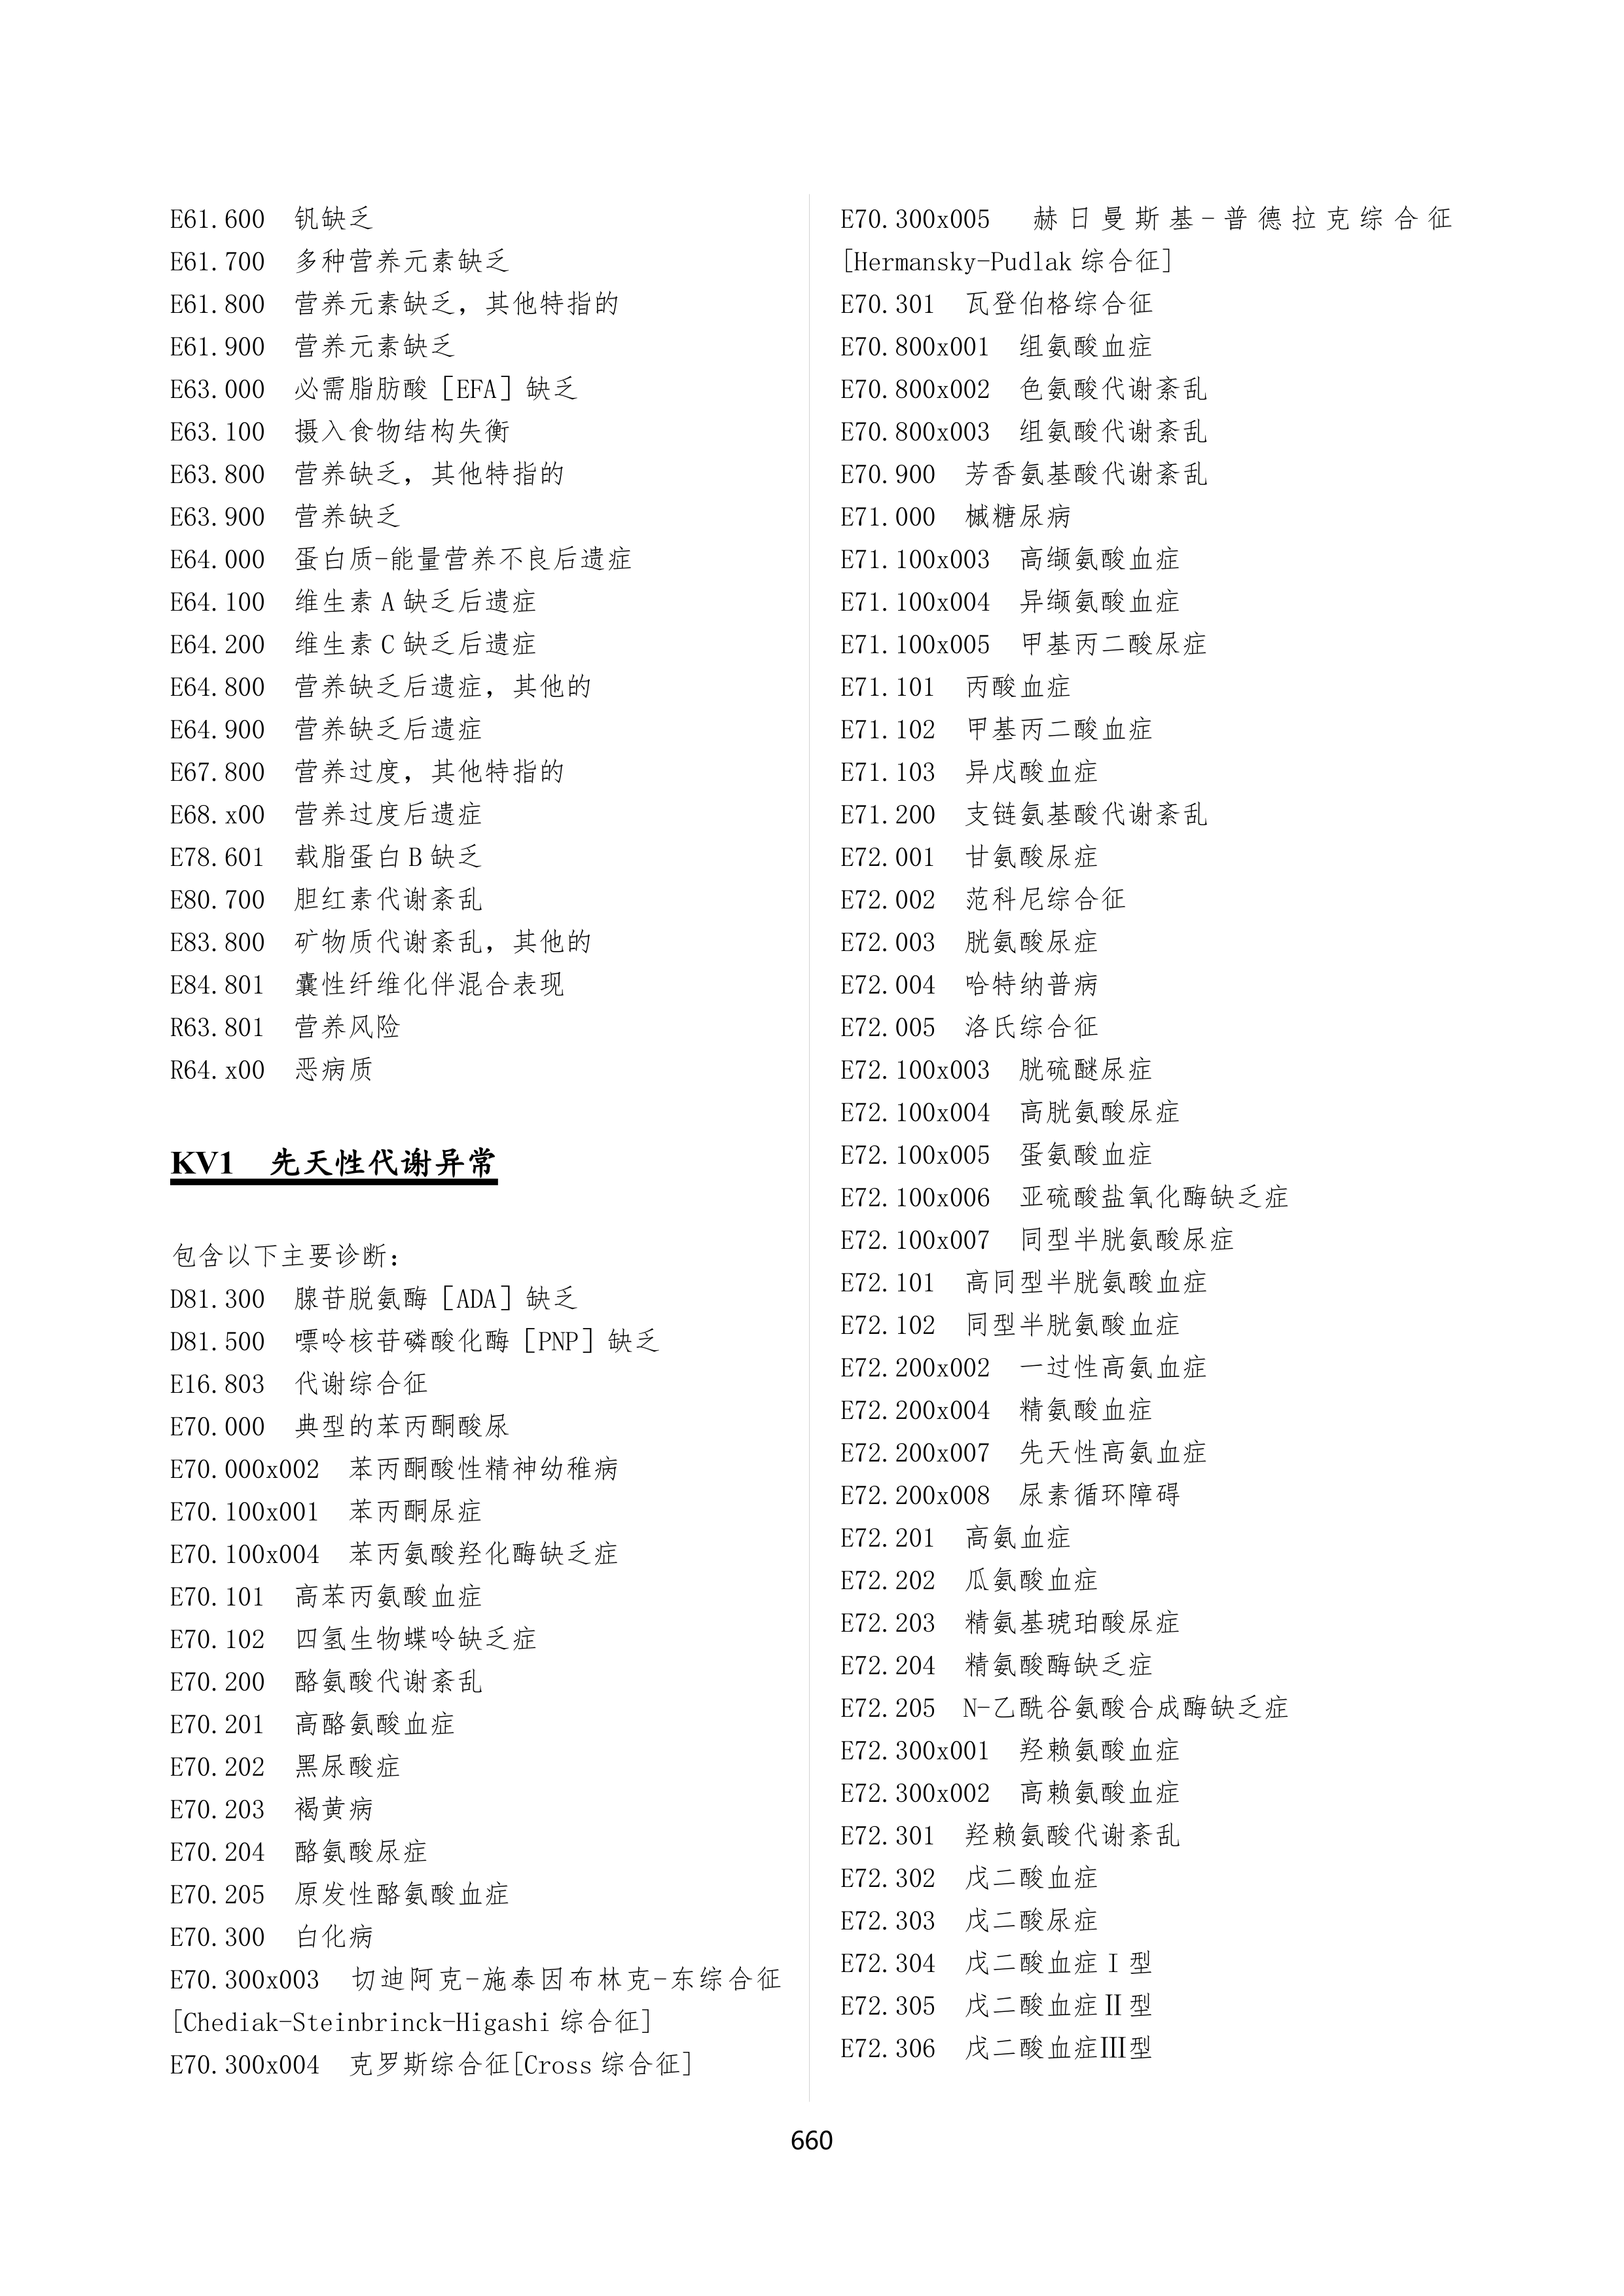 E61.600 钒缺乏
E61.700 多种营养元素缺乏
E61.800 营养元素缺乏，其他特指的
E61.900 营养元素缺乏
E63.000 必需脂肪酸［EFA］缺乏
E63.100 摄入食物结构失衡
E63.800 营养缺乏，其他特指的
E63.900 营养缺乏
E64.000 蛋白质-能量营养不良后遗症
E64.100 维生素 A 缺乏后遗症
E64.200 维生素 C 缺乏后遗症
E64.800 营养缺乏后遗症，其他的
E64.900 营养缺乏后遗症
E67.800 营养过度，其他特指的
E68.x00 营养过度后遗症
E78.601 载脂蛋白 B 缺乏
E80.700 胆红素代谢紊乱
E83.800 矿物质代谢紊乱，其他的
E84.801 囊性纤维化伴混合表现
R63.801 营养风险
R64.x00 恶病质
KV1 先天性代谢异常
包含以下主要诊断：
D81.300 腺苷脱氨酶［ADA］缺乏
D81.500 嘌呤核苷磷酸化酶［PNP］缺乏
E16.803 代谢综合征
E70.000 典型的苯丙酮酸尿
E70.000x002 苯丙酮酸性精神幼稚病
E70.100x001 苯丙酮尿症
E70.100x004 苯丙氨酸羟化酶缺乏症
E70.101 高苯丙氨酸血症
E70.102 四氢生物蝶呤缺乏症
E70.200 酪氨酸代谢紊乱
E70.201 高酪氨酸血症
E70.202 黑尿酸症
E70.203 褐黄病
E70.204 酪氨酸尿症
E70.205 原发性酪氨酸血症
E70.300 白化病
E70.300x003 切迪阿克-施泰因布林克-东综合征
[Chediak-Steinbrinck-Higashi 综合征]
E70.300x004 克罗斯综合征[Cross 综合征]
E70.300x005 赫日曼斯基-普德拉克综合征
[Hermansky-Pudlak 综合征]
E70.301 瓦登伯格综合征
E70.800x001 组氨酸血症
E70.800x002 色氨酸代谢紊乱
E70.800x003 组氨酸代谢紊乱
E70.900 芳香氨基酸代谢紊乱
E71.000 槭糖尿病
E71.100x003 高缬氨酸血症
E71.100x004 异缬氨酸血症
E71.100x005 甲基丙二酸尿症
E71.101 丙酸血症
E71.102 甲基丙二酸血症
E71.103 异戊酸血症
E71.200 支链氨基酸代谢紊乱
E72.001 甘氨酸尿症
E72.002 范科尼综合征
E72.003 胱氨酸尿症
E72.004 哈特纳普病
E72.005 洛氏综合征
E72.100x003 胱硫醚尿症
E72.100x004 高胱氨酸尿症
E72.100x005 蛋氨酸血症
E72.100x006 亚硫酸盐氧化酶缺乏症
E72.100x007 同型半胱氨酸尿症
E72.101 高同型半胱氨酸血症
E72.102 同型半胱氨酸血症
E72.200x002 一过性高氨血症
E72.200x004 精氨酸血症
E72.200x007 先天性高氨血症
E72.200x008 尿素循环障碍
E72.201 高氨血症
E72.202 瓜氨酸血症
E72.203 精氨基琥珀酸尿症
E72.204 精氨酸酶缺乏症
E72.205 N-乙酰谷氨酸合成酶缺乏症
E72.300x001 羟赖氨酸血症
E72.300x002 高赖氨酸血症
E72.301 羟赖氨酸代谢紊乱
E72.302 戊二酸血症
E72.303 戊二酸尿症
E72.304 戊二酸血症Ⅰ型
E72.305 戊二酸血症Ⅱ型
E72.306 戊二酸血症Ⅲ型
660